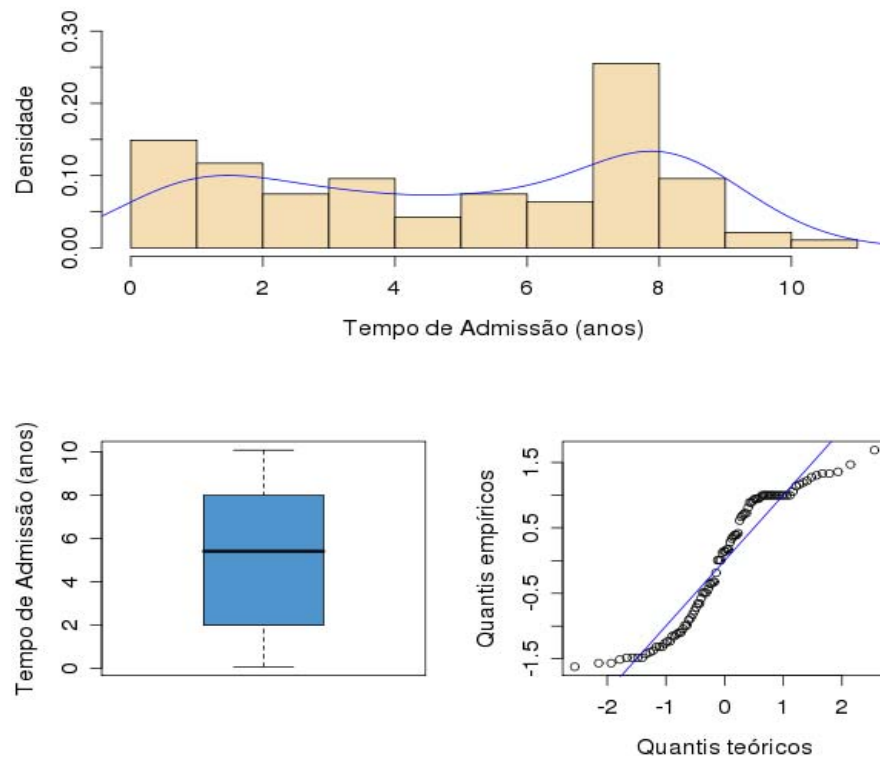 Densidade
0.00 0.10 0.20 0.30
0 2 4 6 8 10
Tempo de Admissão (anos)
Tempo de Admissão (anos)
0 2 4 6 8 10
Quantis empíricos
-1.5 -0.5 0.5 1.5
-2 -1 0 1 2
Quantis teóricos